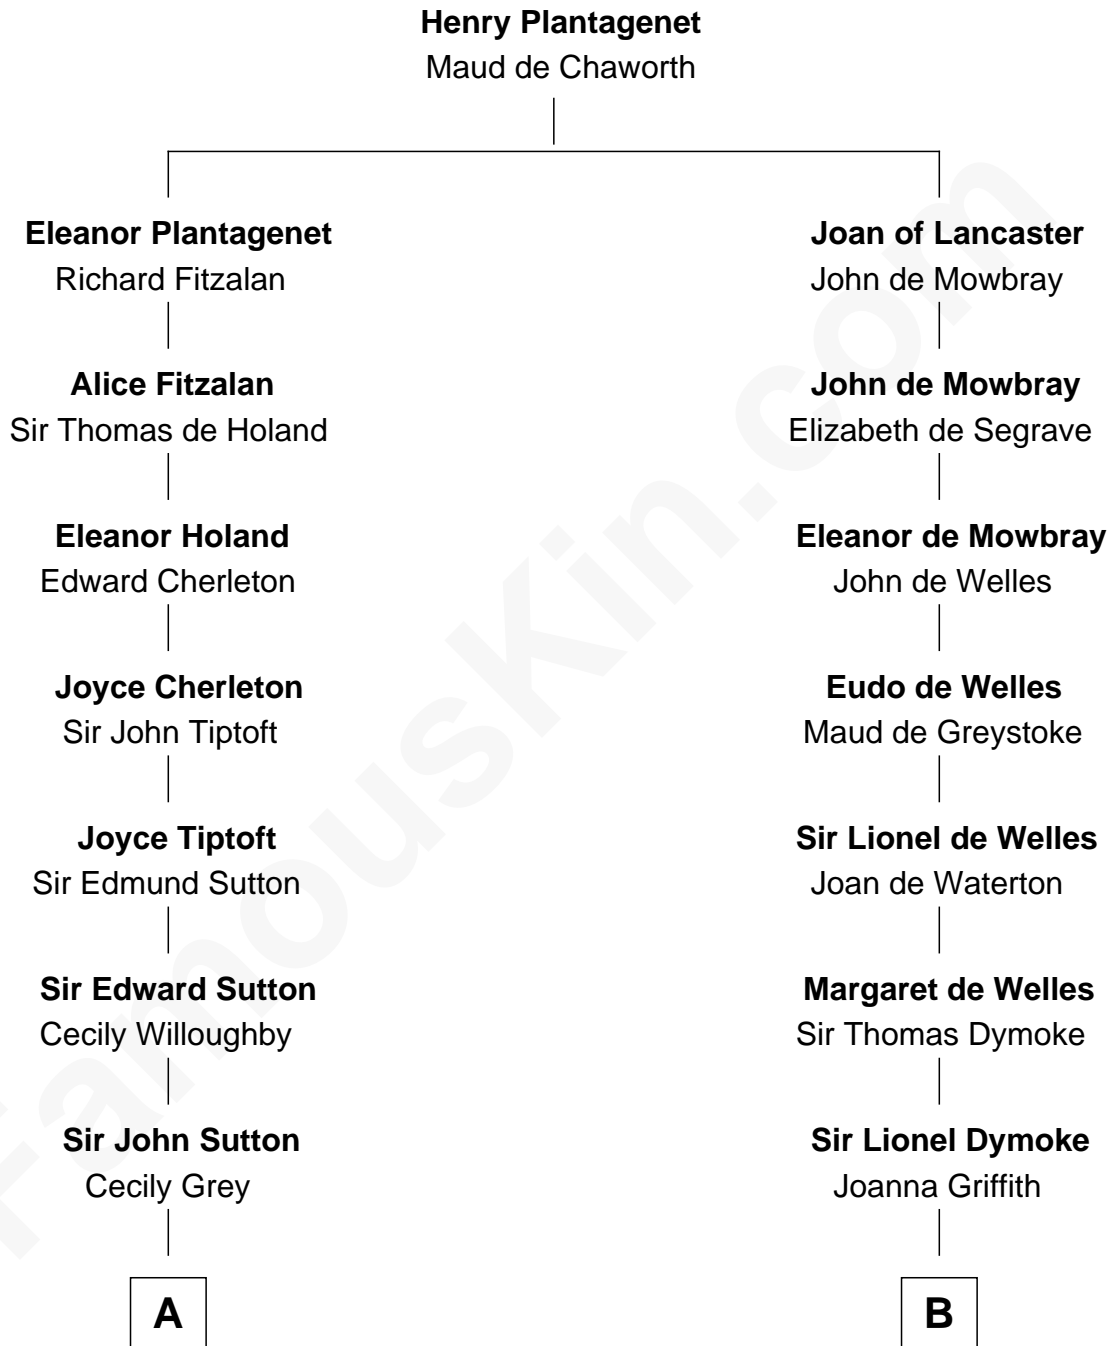 Henry Plantagenet
Maud de Chaworth
Eleanor Plantagenet
Richard Fitzalan
Alice Fitzalan
Sir Thomas de Holand
Eleanor Holand
Edward Cherleton
Joyce Cherleton
Sir John Tiptoft
Joyce Tiptoft
Sir Edmund Sutton
Sir Edward Sutton
Cecily Willoughby
Sir John Sutton
Cecily Grey
A
Joan of Lancaster
John de Mowbray
John de Mowbray
Elizabeth de Segrave
Eleanor de Mowbray
John de Welles
Eudo de Welles
Maud de Greystoke
Sir Lionel de Welles
Joan de Waterton
Margaret de Welles
Sir Thomas Dymoke
Sir Lionel Dymoke
Joanna Griffith
B
FamousKin.com